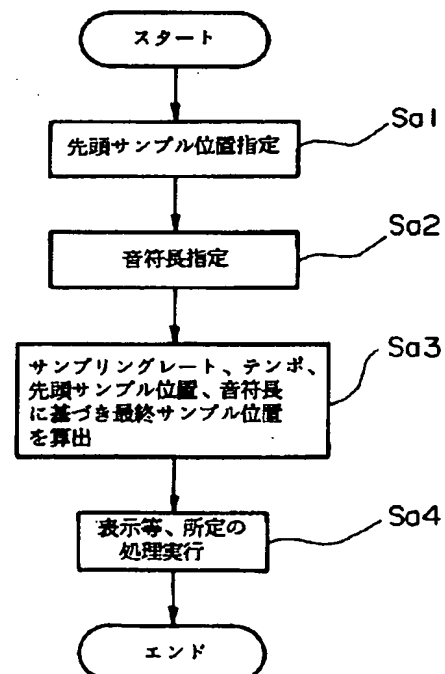 スタート
先頭サンプル位置指定
Sa1
音符長指定
Sa2
サンプリングレート、テンポ、
先頭サンプル位置、音符長
に基づき最終サンプル位置
を算出
Sa3
表示等、所定の
処理実行
Sa4
エンド